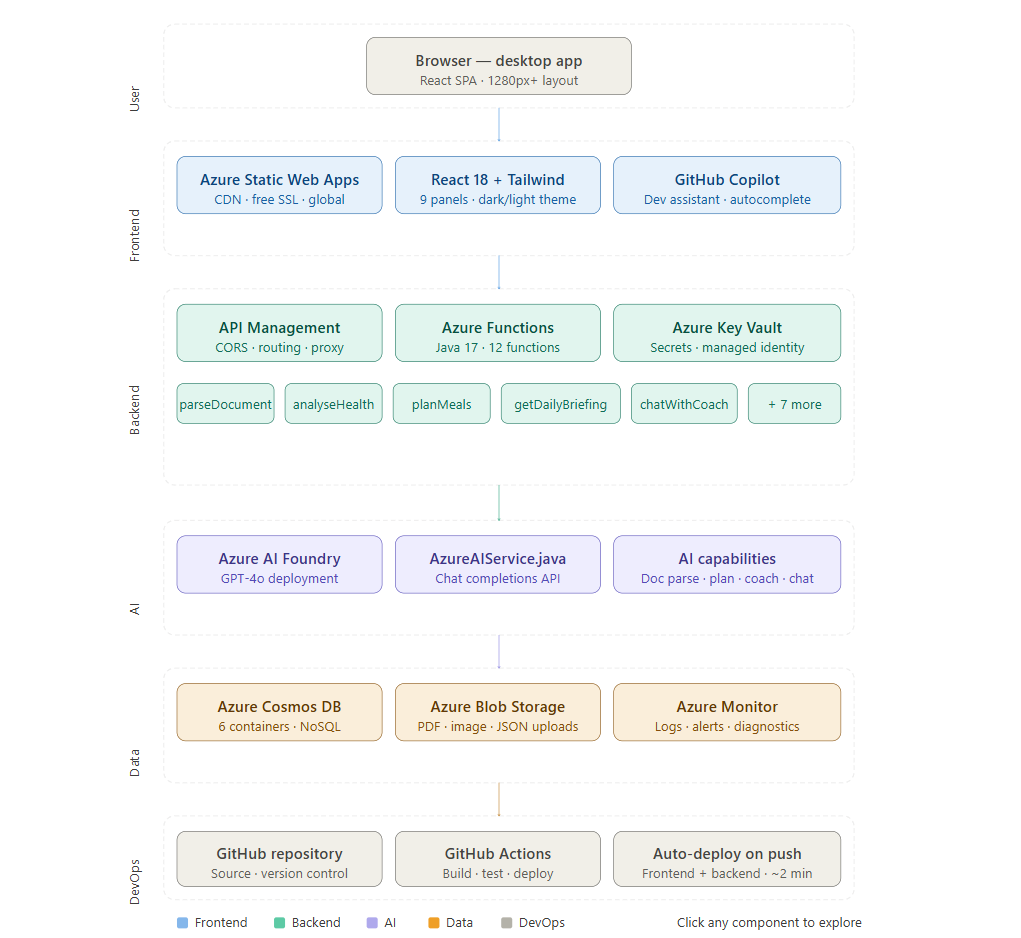 User
Browser — desktop app
React SPA · 1280px+ layout
Frontend
Azure Static Web Apps
CDN · free SSL · global
React 18 + Tailwind
9 panels · dark/light theme
GitHub Copilot
Dev assistant · autocomplete
Backend
API Management
CORS · routing · proxy
Azure Functions
Java 17 · 12 functions
Azure Key Vault
Secrets · managed identity
parseDocument
analyseHealth
planMeals
getDailyBriefing
chatWithCoach
+ 7 more
AI
Azure AI Foundry
GPT-4o deployment
AzureAIService.java
Chat completions API
AI capabilities
Doc parse · plan · coach · chat
Data
Azure Cosmos DB
6 containers · NoSQL
Azure Blob Storage
PDF · image · JSON uploads
Azure Monitor
Logs · alerts · diagnostics
DevOps
GitHub repository
Source · version control
GitHub Actions
Build · test · deploy
Auto-deploy on push
Frontend + backend · ~2 min
Frontend
Backend
AI
Data
DevOps
Click any component to explore